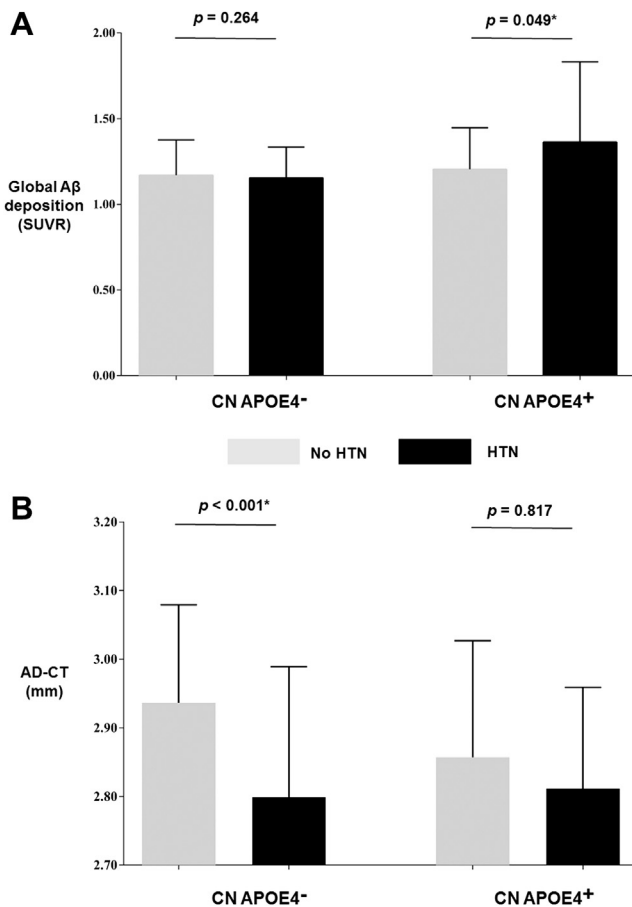 A
p = 0.264
p = 0.049*
2.00
1.50
Global Aβ
deposition
(SUVR)
1.00
0.50
0.00
CN APOE4-
CN APOE4+
No HTN
HTN
B
p < 0.001*
p = 0.817
3.20
3.10
3.00
AD-CT
(mm)
2.90
2.80
2.70
CN APOE4-
CN APOE4+